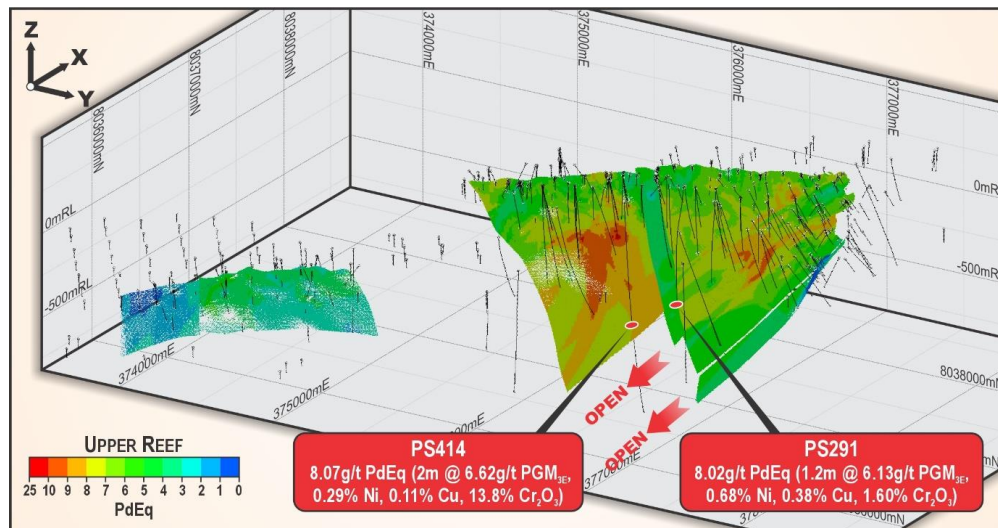 Z
X
Y
8036000mN
8037000mN
8038000mN
374000mE
375000mE
376000mE
377000mE
0mRL
-500mRL
0mRL
-500mRL
374000mE
375000mE
377000mE
8038000mN
OPEN
OPEN
UPPER REEF
25 10 9 8 7 6 5 4 3 2 1 0
PdEq
PS414
8.07g/t PdEq (2m @ 6.62g/t PGM₃ₑ,
0.29% Ni, 0.11% Cu, 13.8% Cr₂O₃)
PS291
8.02g/t PdEq (1.2m @ 6.13g/t PGM₃ₑ,
0.68% Ni, 0.38% Cu, 1.60% Cr₂O₃)